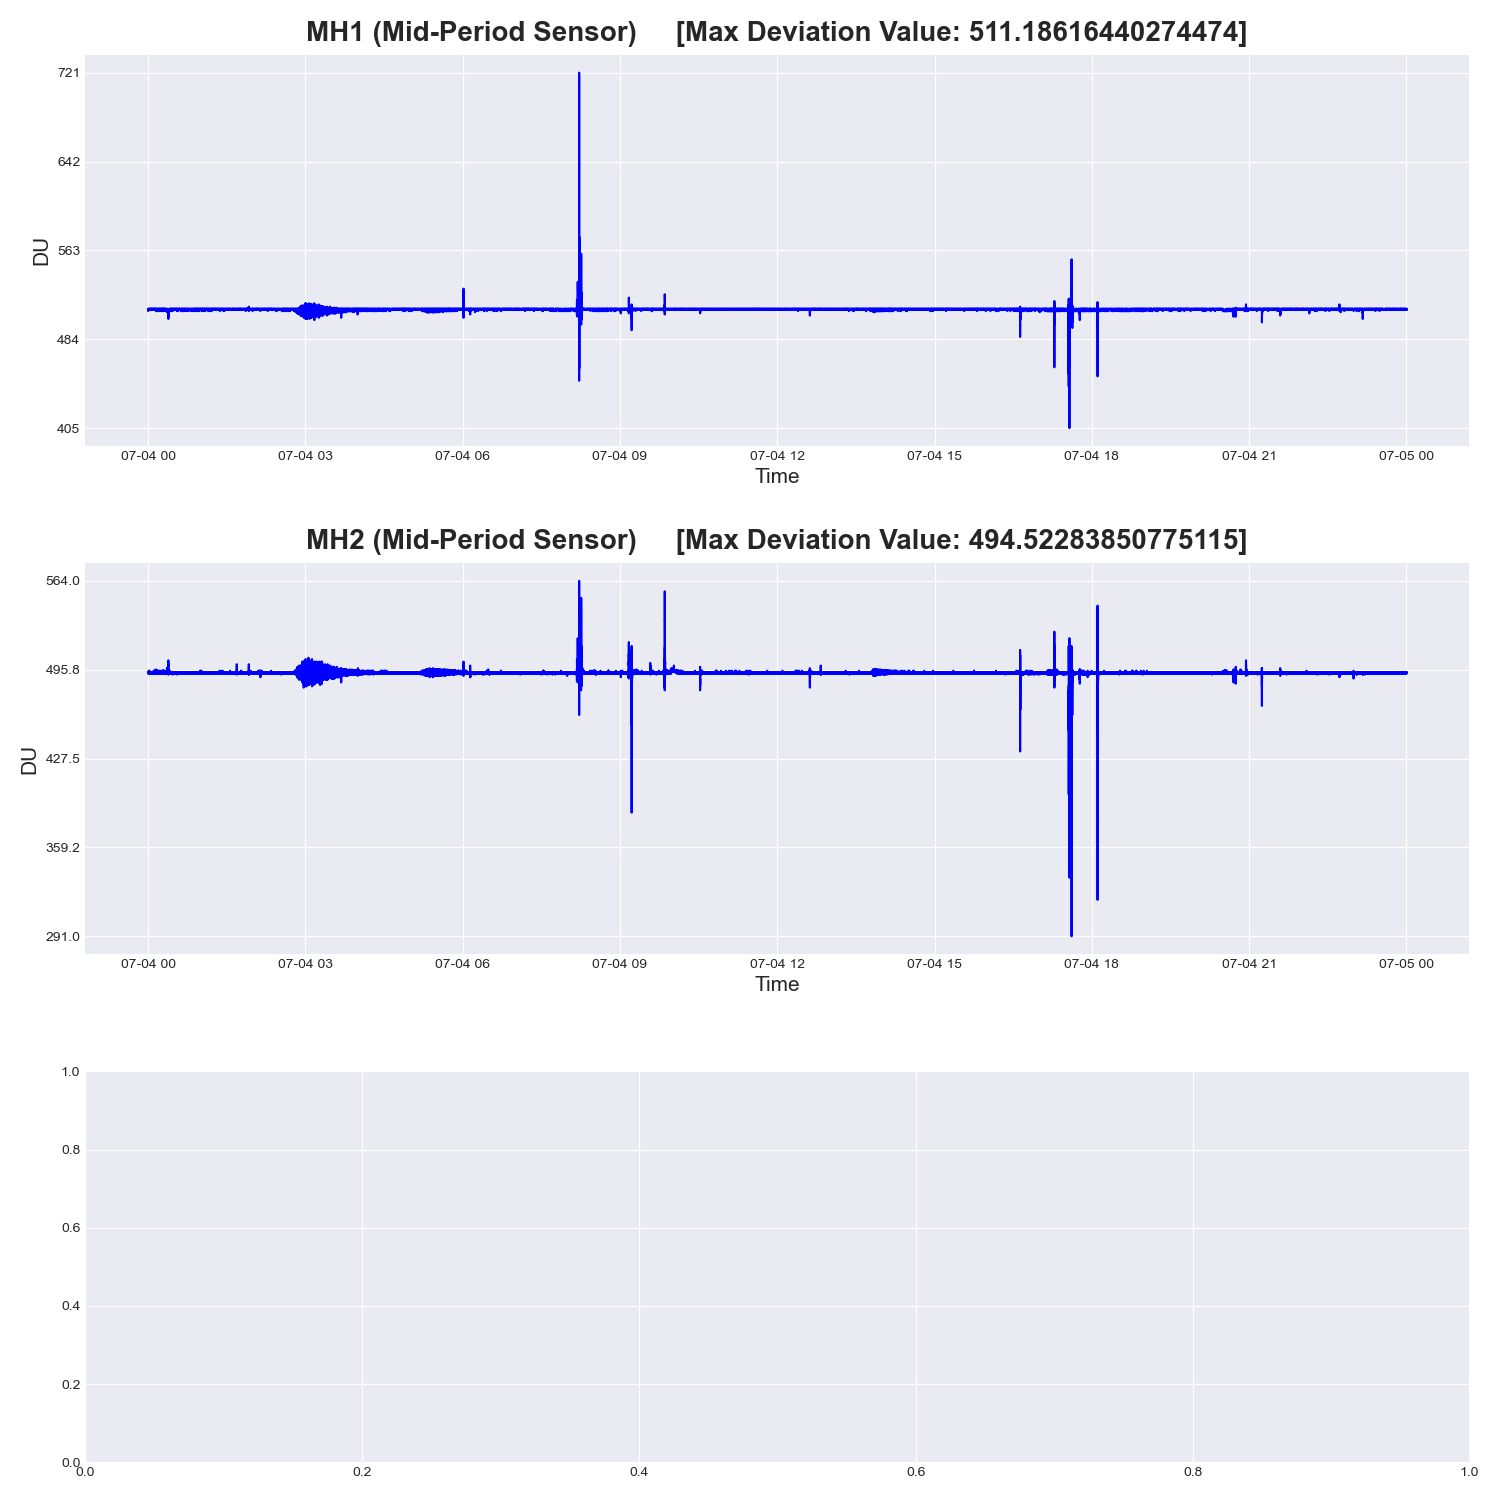 MH1 (Mid-Period Sensor) [Max Deviation Value: 511.18616440274474]
721
642
563
484
405
DU
07-04 00 07-04 03 07-04 06 07-04 09 07-04 12 07-04 15 07-04 18 07-04 21 07-05 00
Time
MH2 (Mid-Period Sensor) [Max Deviation Value: 494.52283850775115]
564.0
495.8
427.5
359.2
291.0
DU
07-04 00 07-04 03 07-04 06 07-04 09 07-04 12 07-04 15 07-04 18 07-04 21 07-05 00
Time
1.0
0.8
0.6
0.4
0.2
0.0
0.0 0.2 0.4 0.6 0.8 1.0